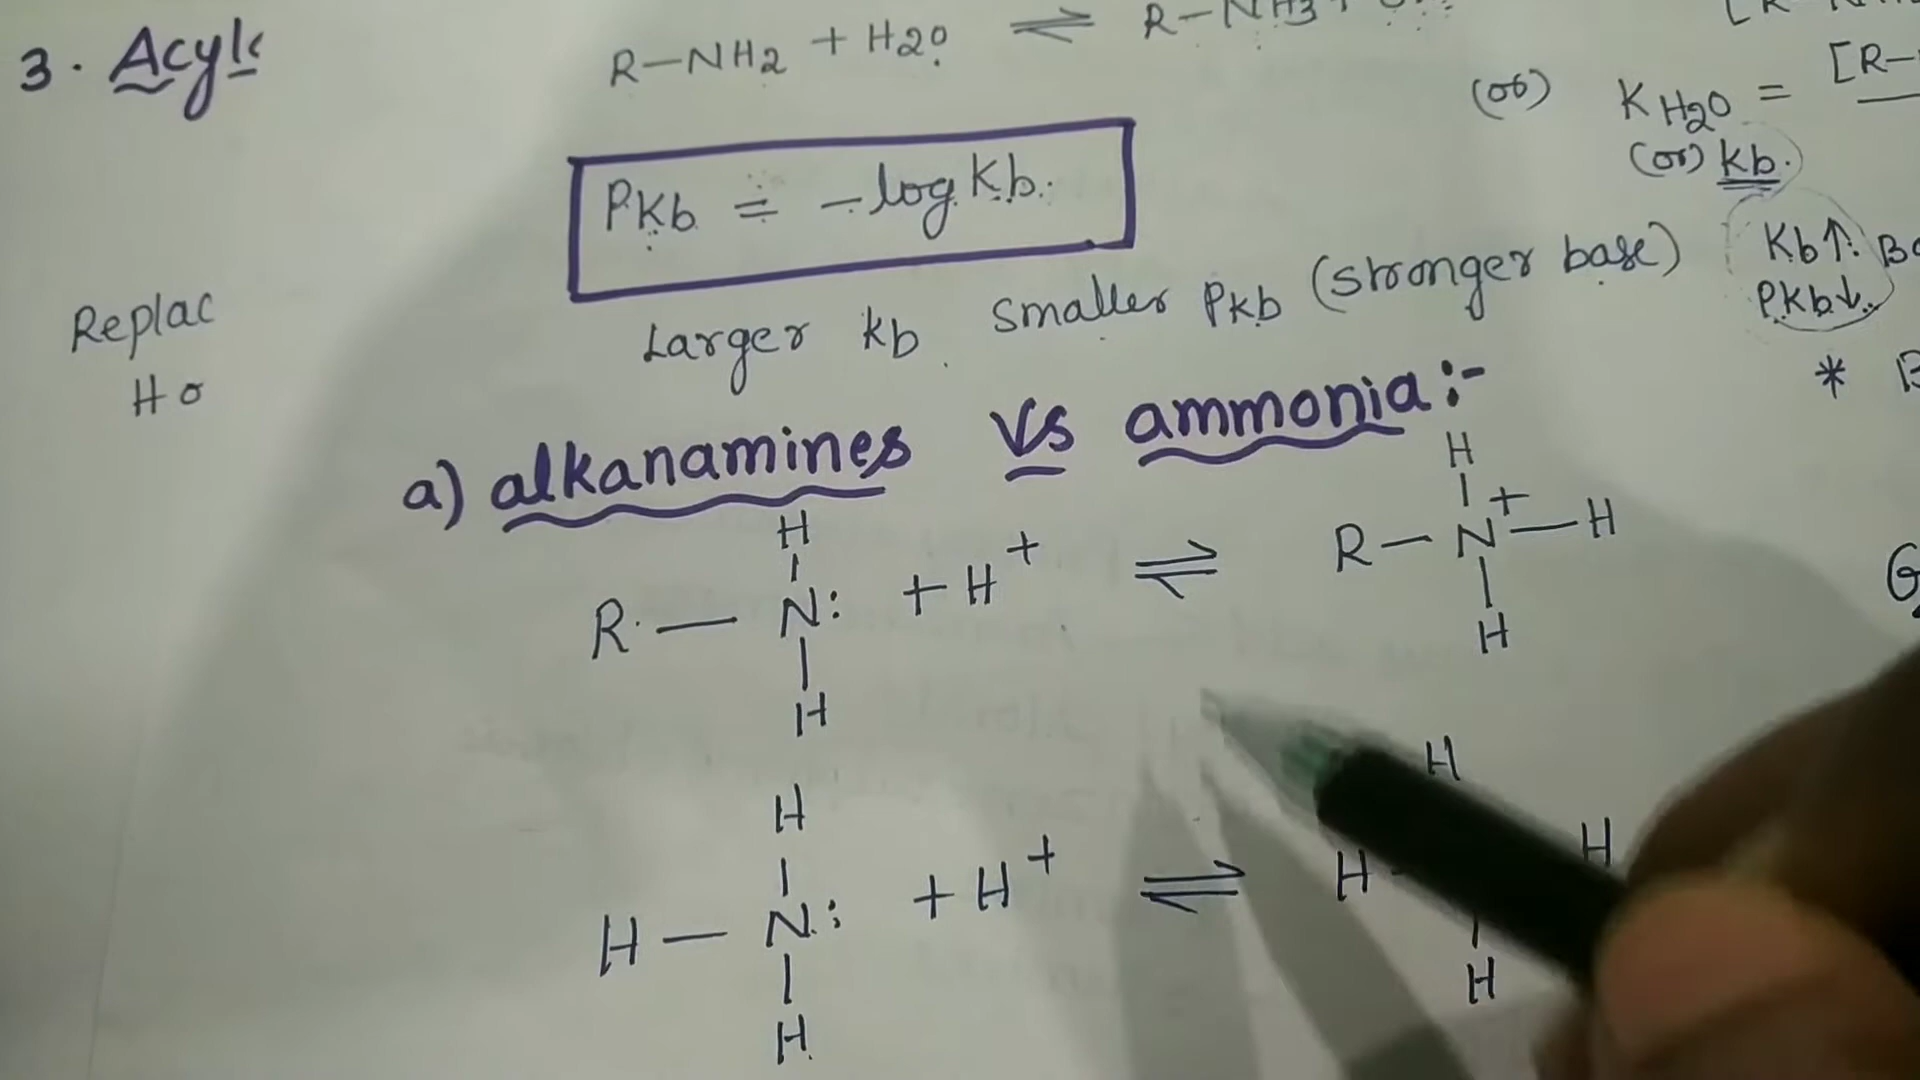 3. Acyl
R-NH2 + H2O ⇌ R-NH3+
(or) KH2O = [R-
(or) kb.
PKb = -log Kb.
Kb↑ 
PKb↓
Larger kb smaller PKb (stronger base)
Replac
H o
*
a) alkanamines Vs ammonia:-
H H
R - N: + H+ ⇌ R - N+ - H
H H
H H
H - N: + H+ ⇌ H H
H H